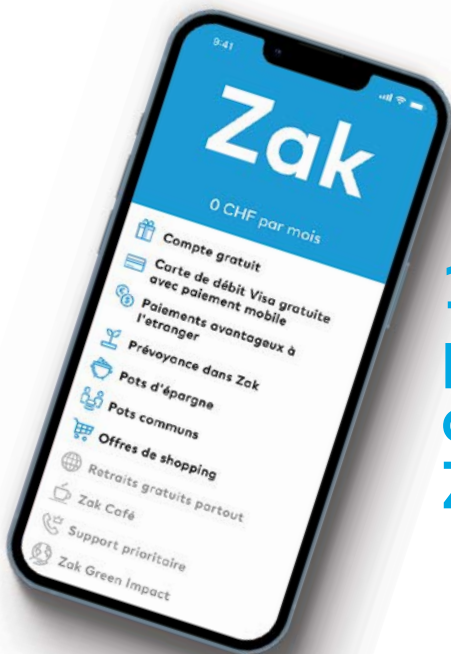 9:41
Zak
0 CHF par mois
Compte gratuit
Carte de débit Visa gratuite
avec paiement mobile
Paiements avantageux à
l'etranger
Prévoyance dans Zak
Pots d'épargne
Pots communs
Offres de shopping
Retraits gratuits partout
Zak Café
Support prioritaire
Zak Green Impact